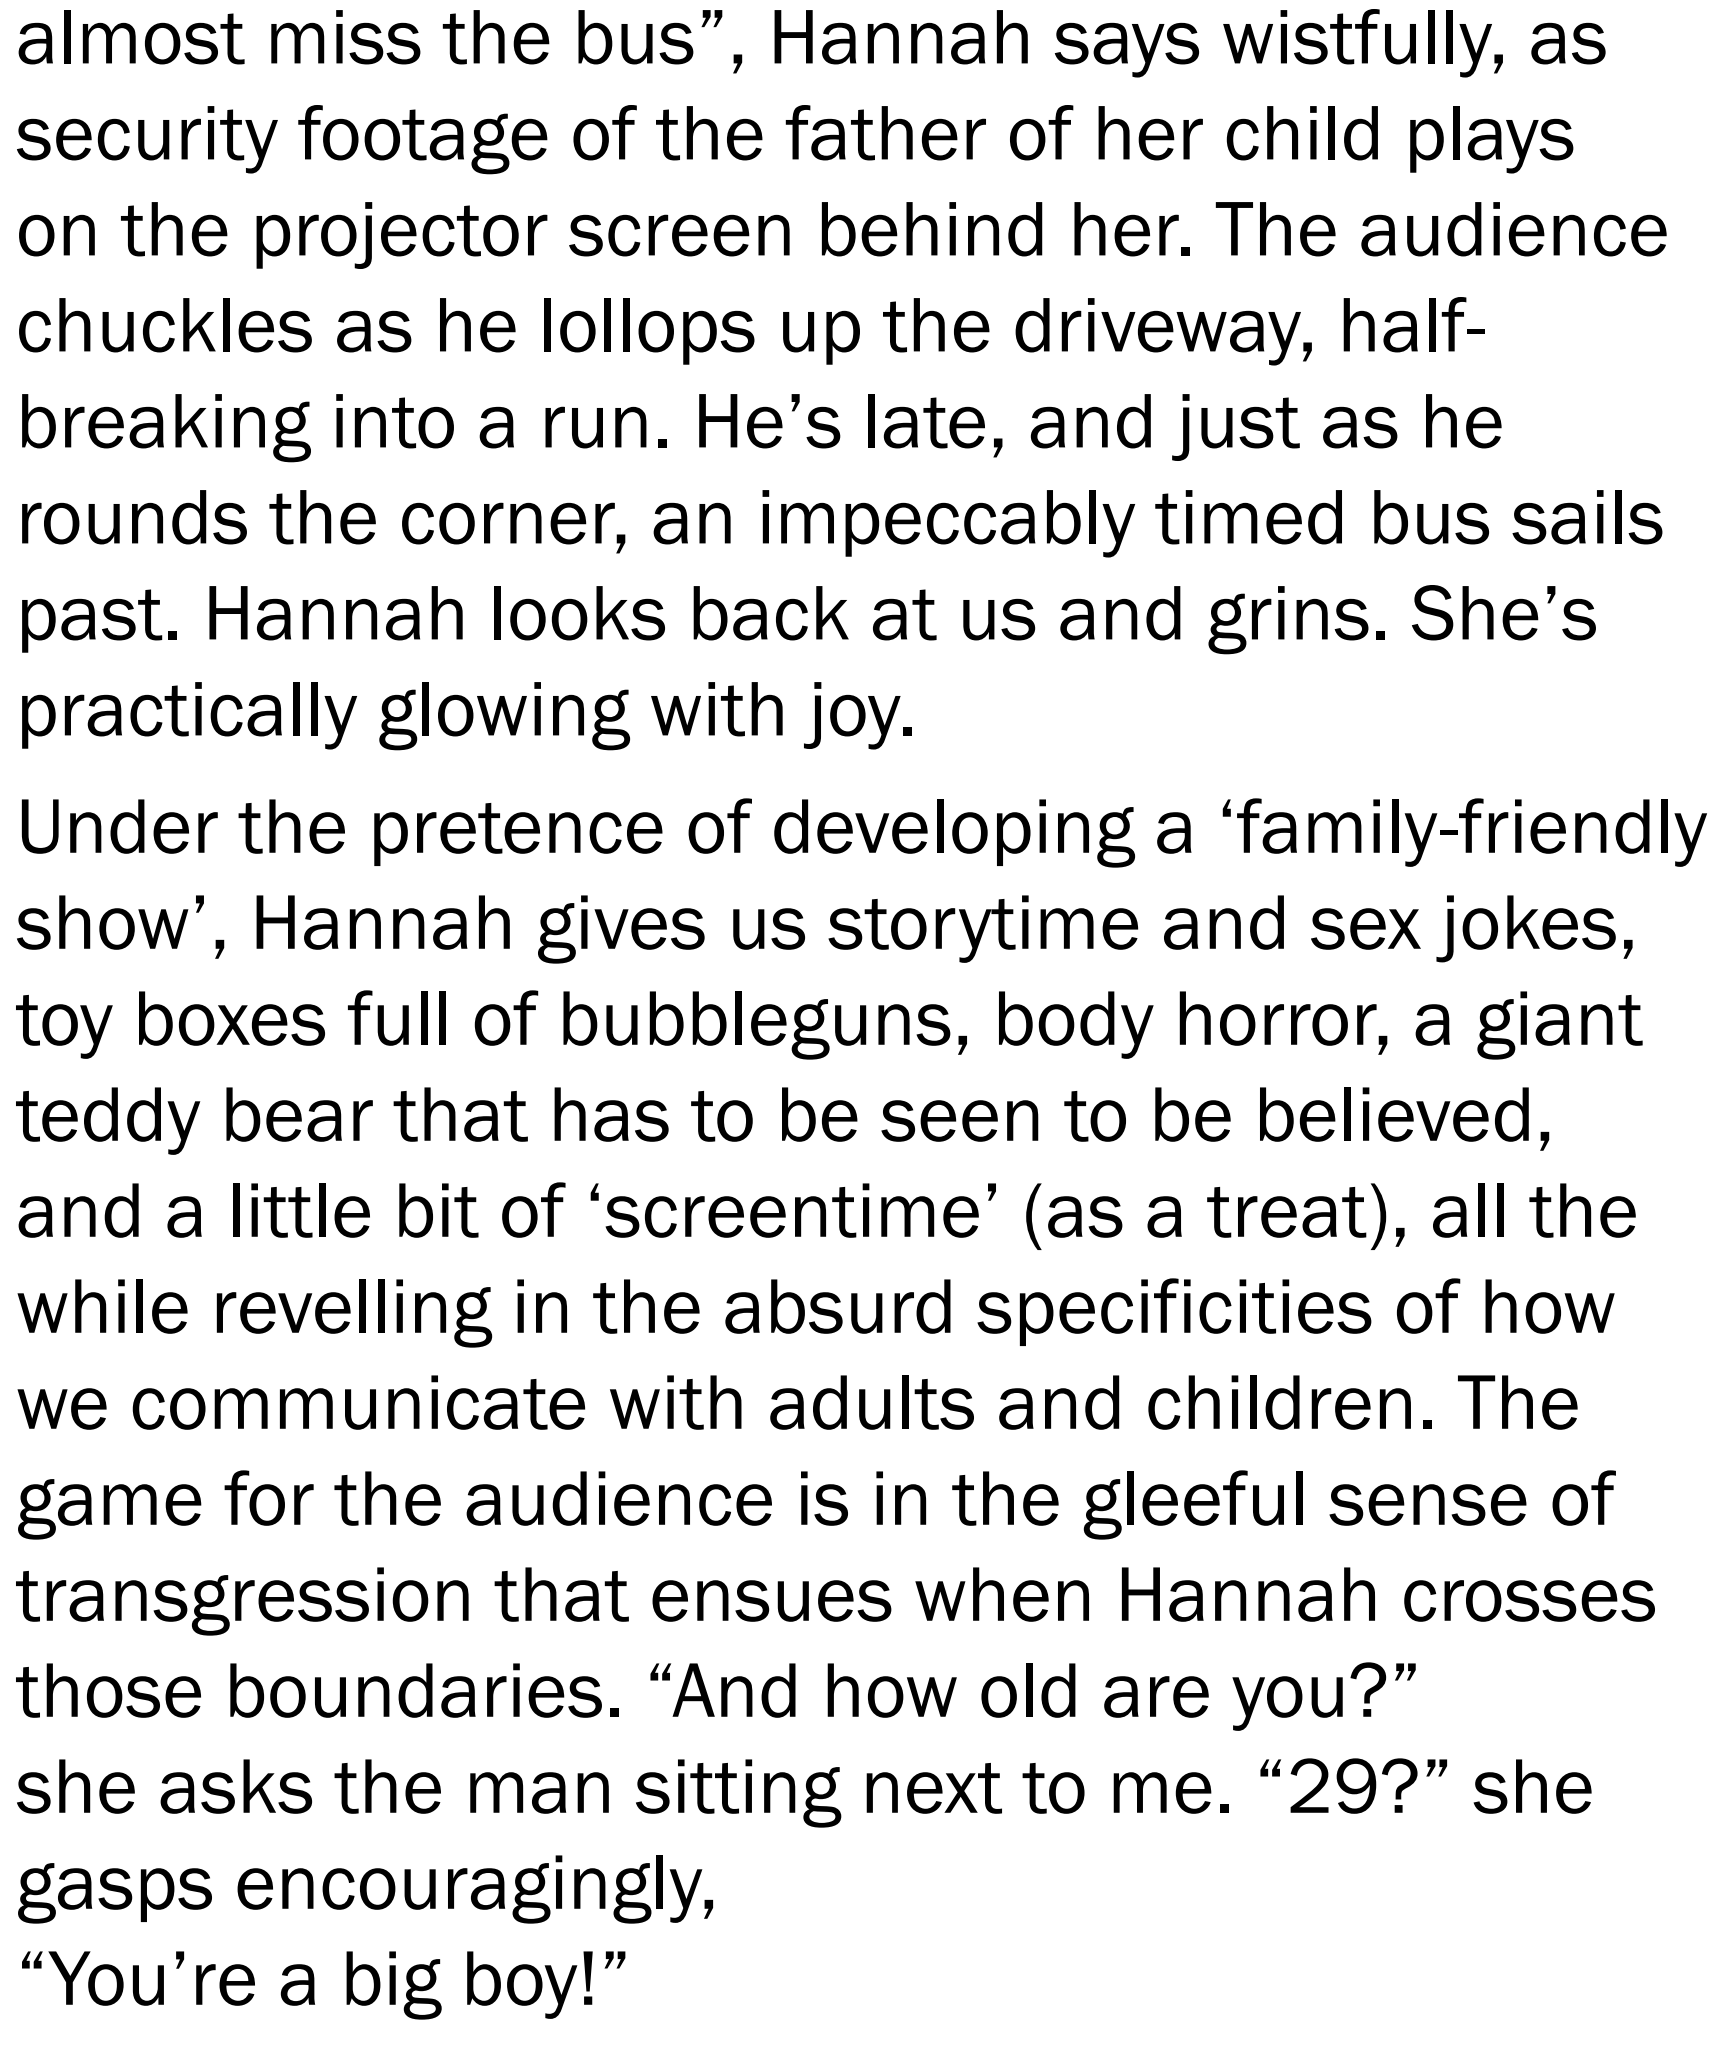 almost miss the bus”, Hannah says wistfully, as
security footage of the father of her child plays
on the projector screen behind her. The audience
chuckles as he lollops up the driveway, half-
breaking into a run. He’s late, and just as he
rounds the corner, an impeccably timed bus sails
past. Hannah looks back at us and grins. She’s
practically glowing with joy.
Under the pretence of developing a ‘family-friendly
show’, Hannah gives us storytime and sex jokes,
toy boxes full of bubbleguns, body horror, a giant
teddy bear that has to be seen to be believed,
and a little bit of ‘screentime’ (as a treat), all the
while revelling in the absurd specificities of how
we communicate with adults and children. The
game for the audience is in the gleeful sense of
transgression that ensues when Hannah crosses
those boundaries. “And how old are you?”
she asks the man sitting next to me. “29?” she
gasps encouragingly,
“You’re a big boy!”